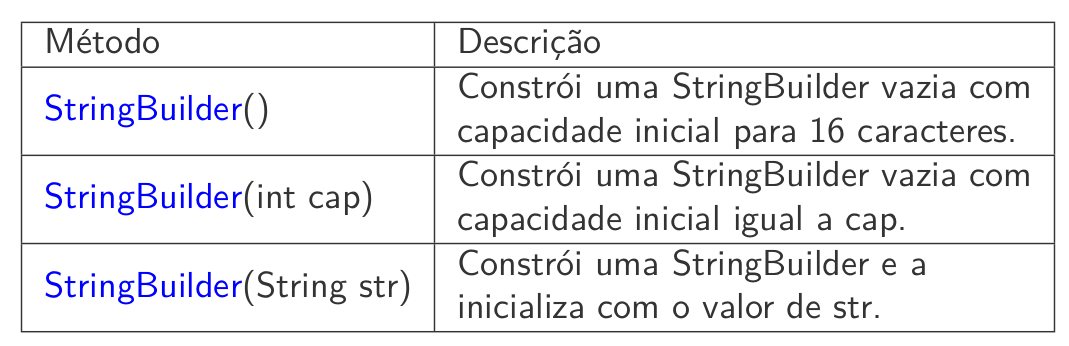 Método Descrição
StringBuilder() Constrói uma StringBuilder vazia com
capacidade inicial para 16 caracteres.
StringBuilder(int cap) Constrói uma StringBuilder vazia com
capacidade inicial igual a cap.
StringBuilder(String str) Constrói uma StringBuilder e a
inicializa com o valor de str.